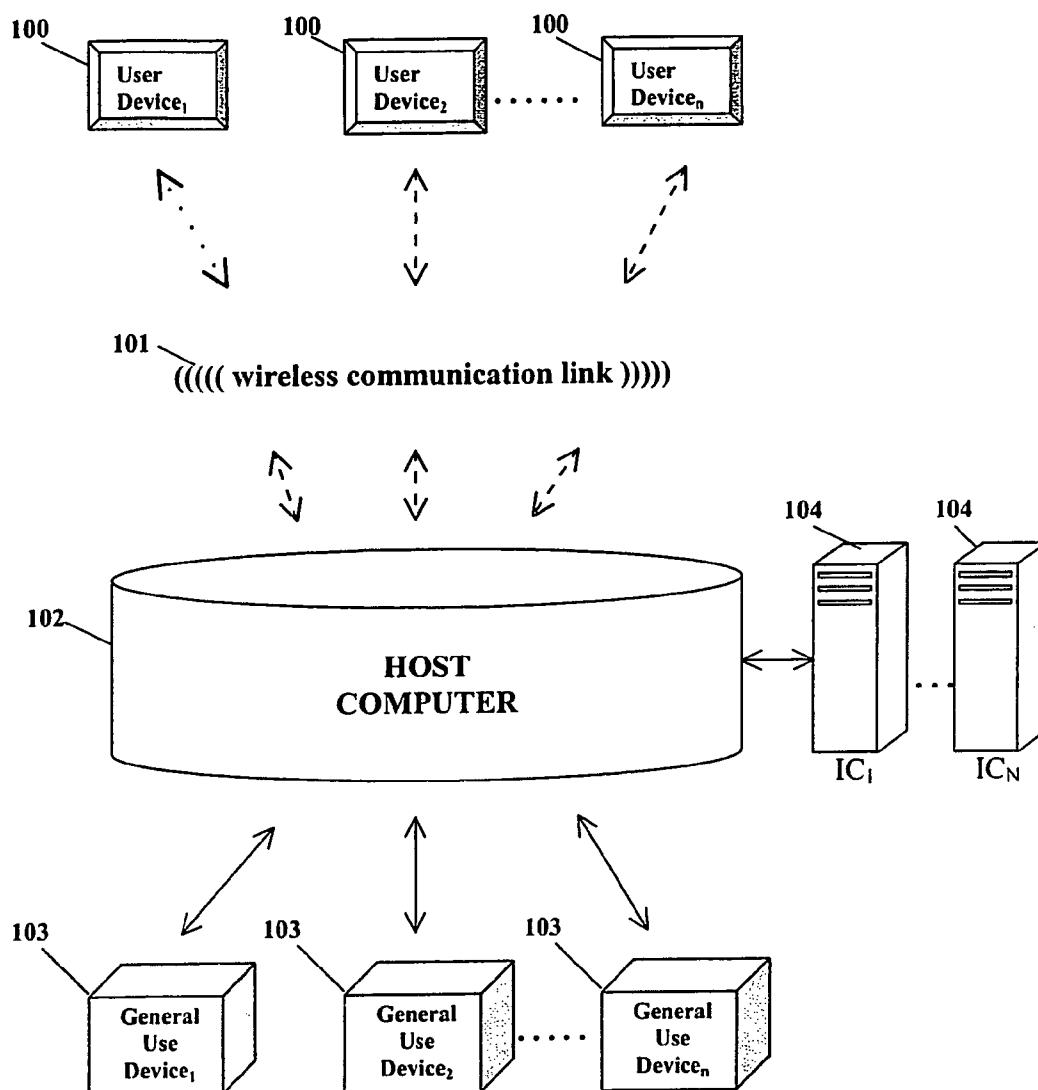 100 100 100
User User User
Device₁ Device₂ ...... Deviceₙ
101
((((( wireless communication link )))))
104 104
102
HOST
COMPUTER
....
IC₁ IC_N
103 103 103
General General General
Use Use Use
Device₁ Device₂ ...... Deviceₙ